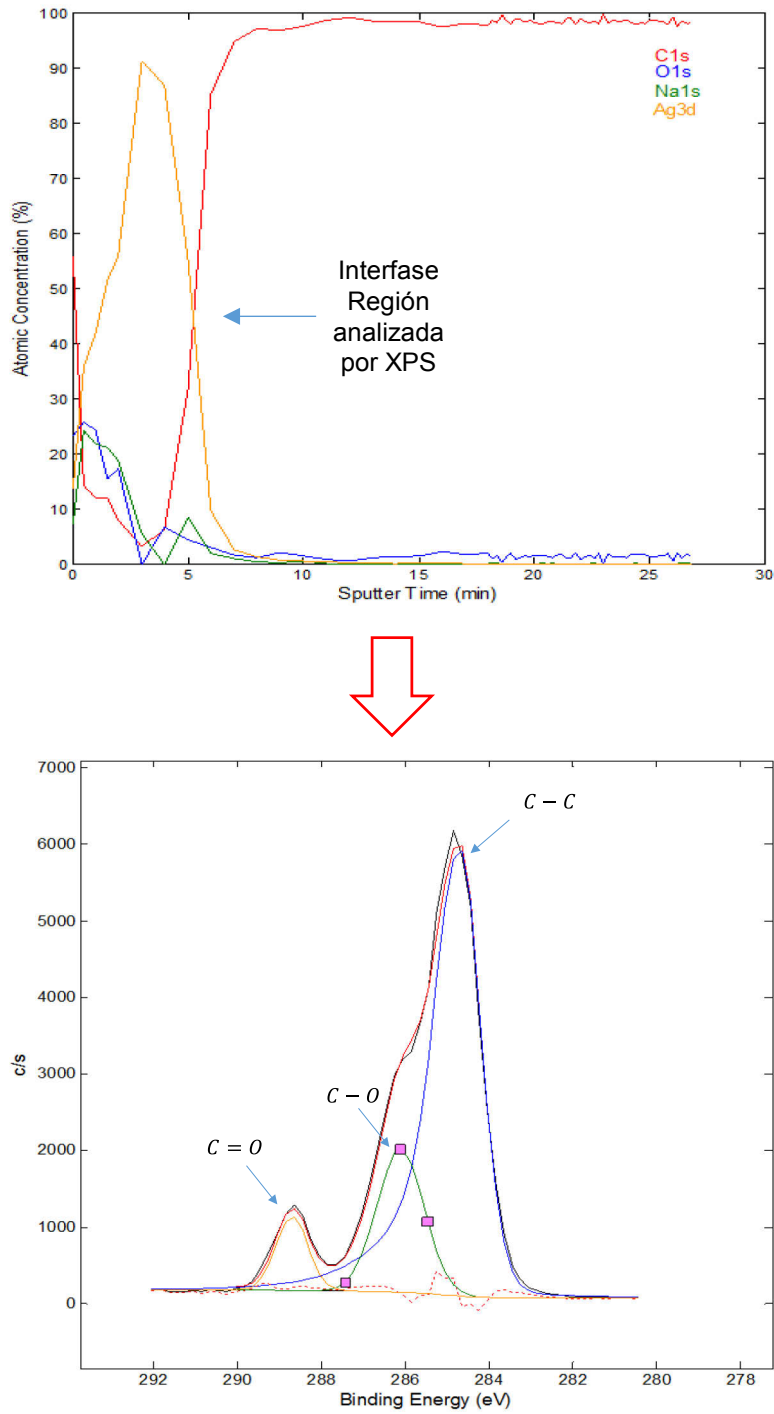 100
90
80
70
60
50
40
30
20
10
0
Atomic Concentration (%)
C1s
O1s
Na1s
Ag3d
Interfase
Región
analizada
por XPS
0 5 10 15 20 25 30
Sputter Time (min)
7000
6000
5000
4000
3000
2000
1000
0
c/s
C − C
C − O
C = O
292 290 288 286 284 282 280 278
Binding Energy (eV)